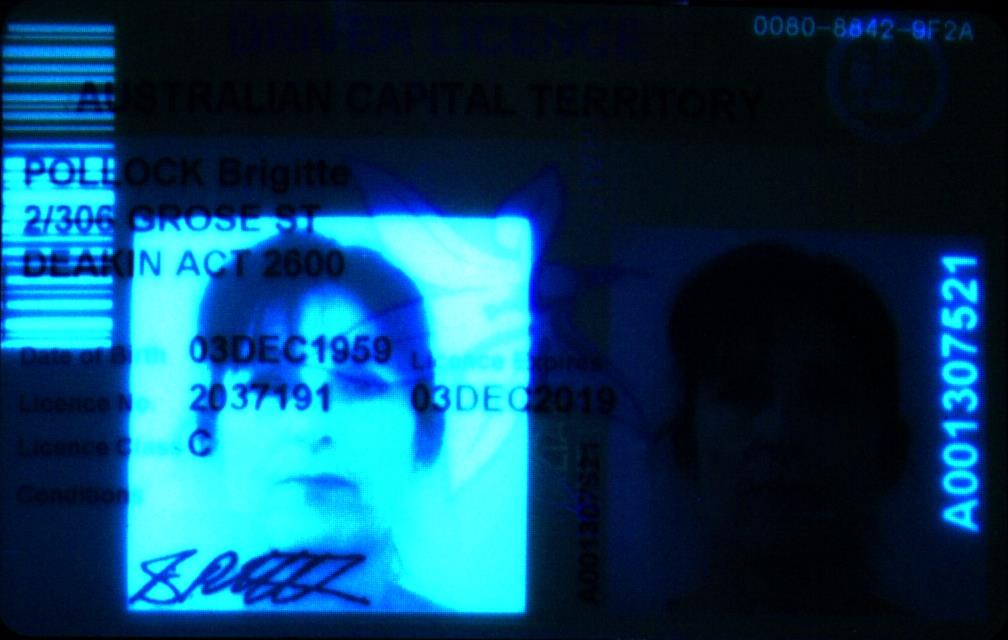 DRIVER LICENCE
0080-8842-9F2A
AUSTRALIAN CAPITAL TERRITORY
POLLOCK Brigitte
2/306 GROSE ST
DEAKIN ACT 2600
Date of Birth 03DEC1959 Licence Expires
Licence No. 2037191 03DEC2019
Licence Class C
Conditions
A001307521
A001307521